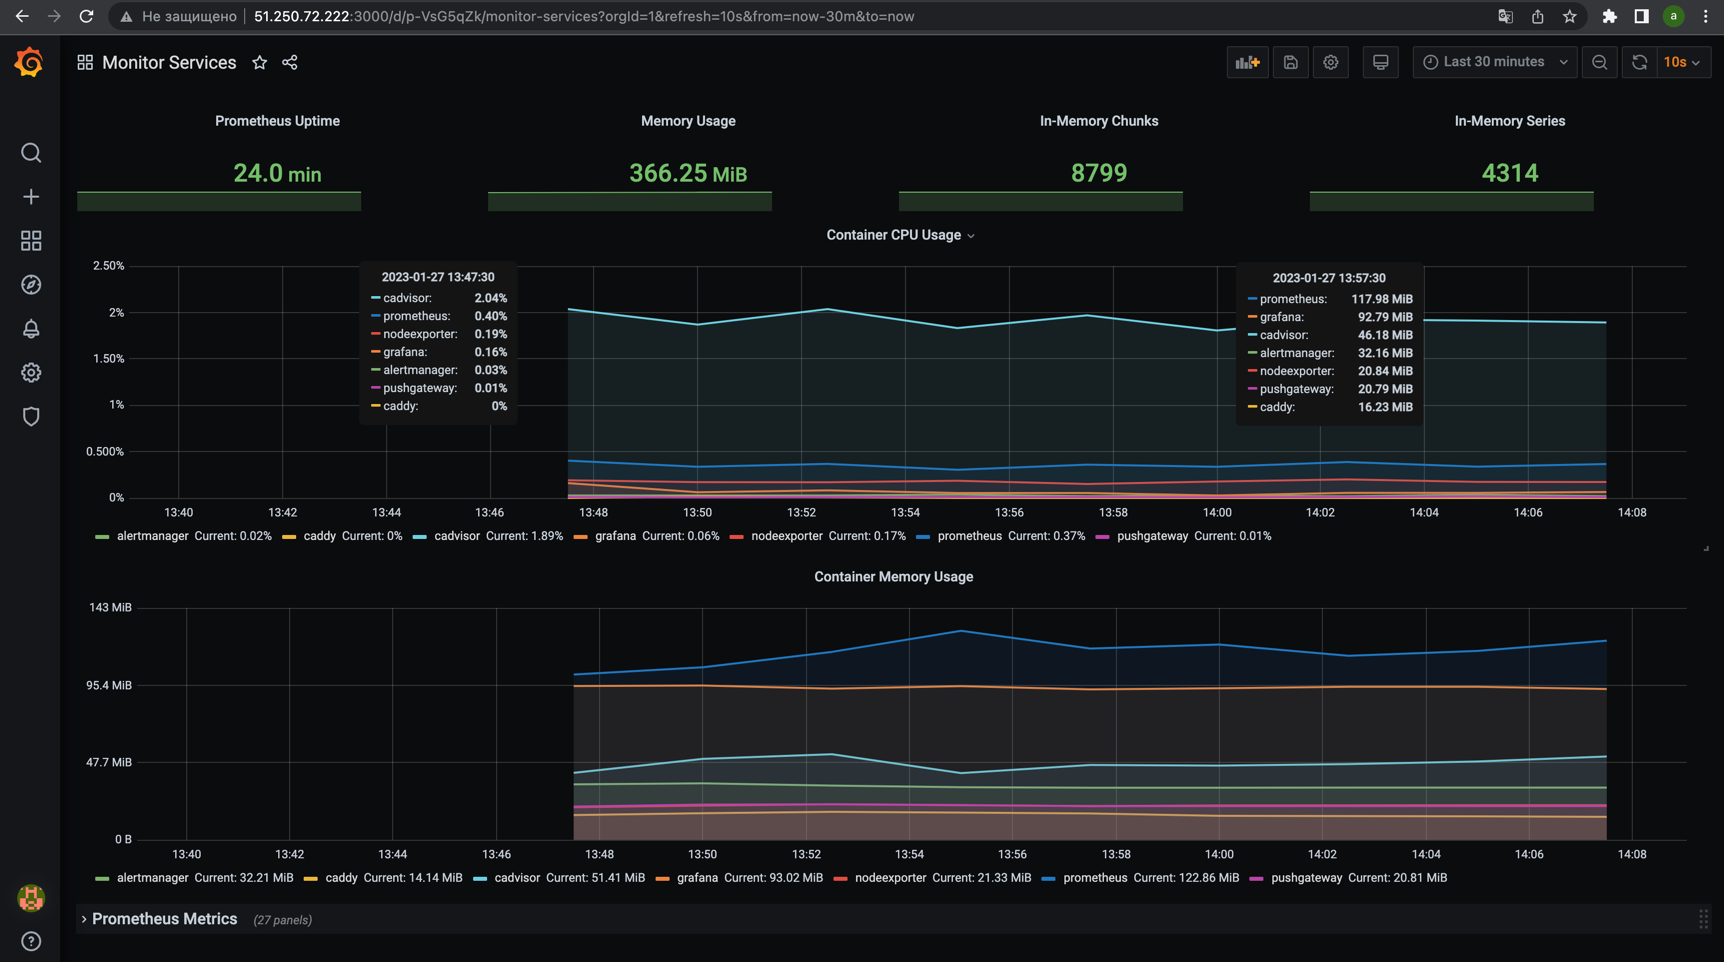 Не защищено
51.250.72.222:3000/d/p-VsG5qZk/monitor-services?orgId=1&refresh=10s&from=now-30m&to=now
a
Monitor Services
Last 30 minutes
10s
Prometheus Uptime
Memory Usage
In-Memory Chunks
In-Memory Series
24.0 min
366.25 MiB
8799
4314
Container CPU Usage
2.50%
2%
1.50%
1%
0.500%
0%
2023-01-27 13:47:30
cadvisor: 2.04%
prometheus: 0.40%
nodeexporter: 0.19%
grafana: 0.16%
alertmanager: 0.03%
pushgateway: 0.01%
caddy: 0%
2023-01-27 13:57:30
prometheus: 117.98 MiB
grafana: 92.79 MiB
cadvisor: 46.18 MiB
alertmanager: 32.16 MiB
nodeexporter: 20.84 MiB
pushgateway: 20.79 MiB
caddy: 16.23 MiB
13:40 13:42 13:44 13:46 13:48 13:50 13:52 13:54 13:56 13:58 14:00 14:02 14:04 14:06 14:08
alertmanager Current: 0.02% caddy Current: 0% cadvisor Current: 1.89% grafana Current: 0.06% nodeexporter Current: 0.17% prometheus Current: 0.37% pushgateway Current: 0.01%
Container Memory Usage
143 MiB
95.4 MiB
47.7 MiB
0 B
13:40 13:42 13:44 13:46 13:48 13:50 13:52 13:54 13:56 13:58 14:00 14:02 14:04 14:06 14:08
alertmanager Current: 32.21 MiB caddy Current: 14.14 MiB cadvisor Current: 51.41 MiB grafana Current: 93.02 MiB nodeexporter Current: 21.33 MiB prometheus Current: 122.86 MiB pushgateway Current: 20.81 MiB
Prometheus Metrics (27 panels)